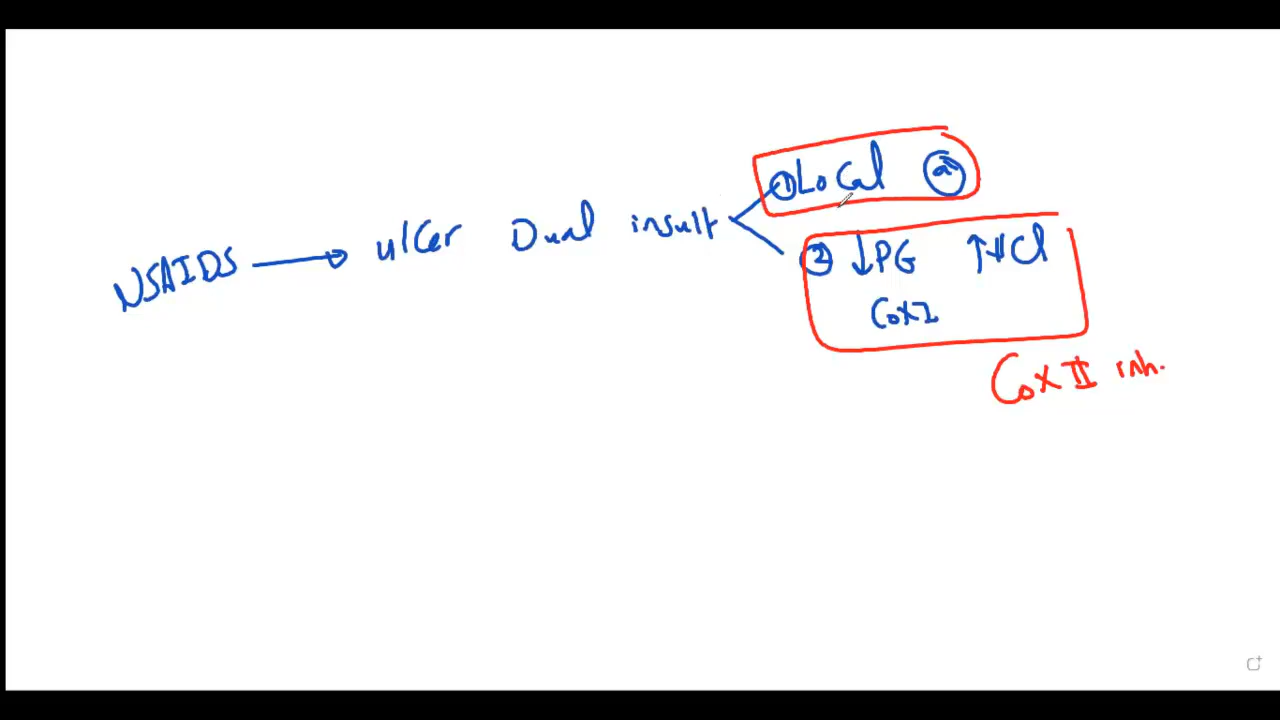 NSAIDS → ulcer Dual insult
① Local
② ↓PG ↑HCl
Cox I
Cox II inh.